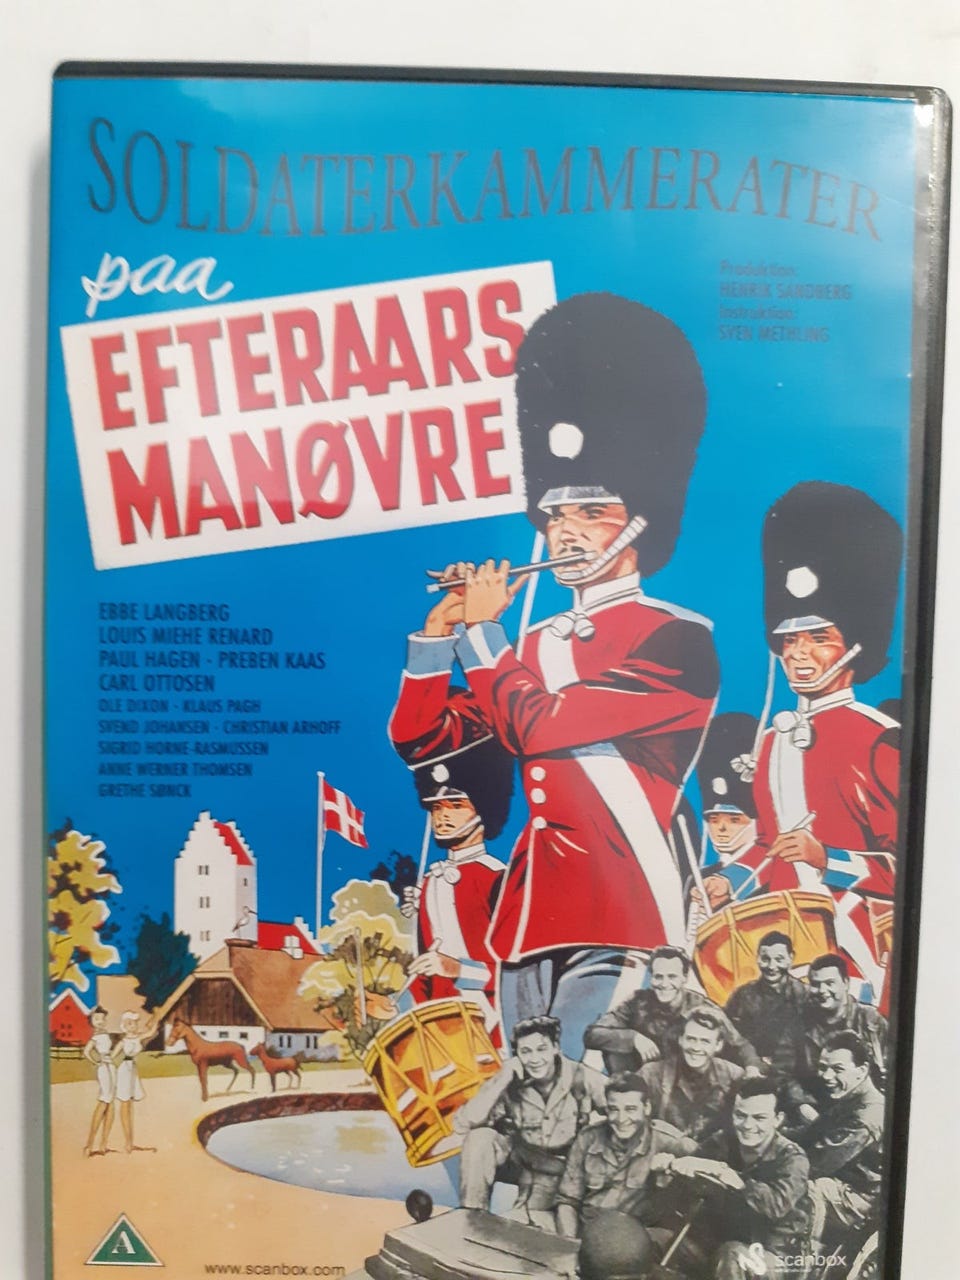 SOLDATERKAMMERATER
paa
EFTERAARS
MANØVRE
Produktion:
HENRIK SANDBERG
Instruktion:
SVEN METHLING
EBBE LANGBERG
LOUIS MIEHE RENARD
PAUL HAGEN - PREBEN KAAS
CARL OTTOSEN
OLE DIXON - KLAUS PAGH
SVEND JOHANSEN - CHRISTIAN ARHOFF
SIGRID HORNE-RASMUSSEN
ANNE WERNER THOMSEN
GRETHE SØNCK
A
www.scanbox.com
scanbox